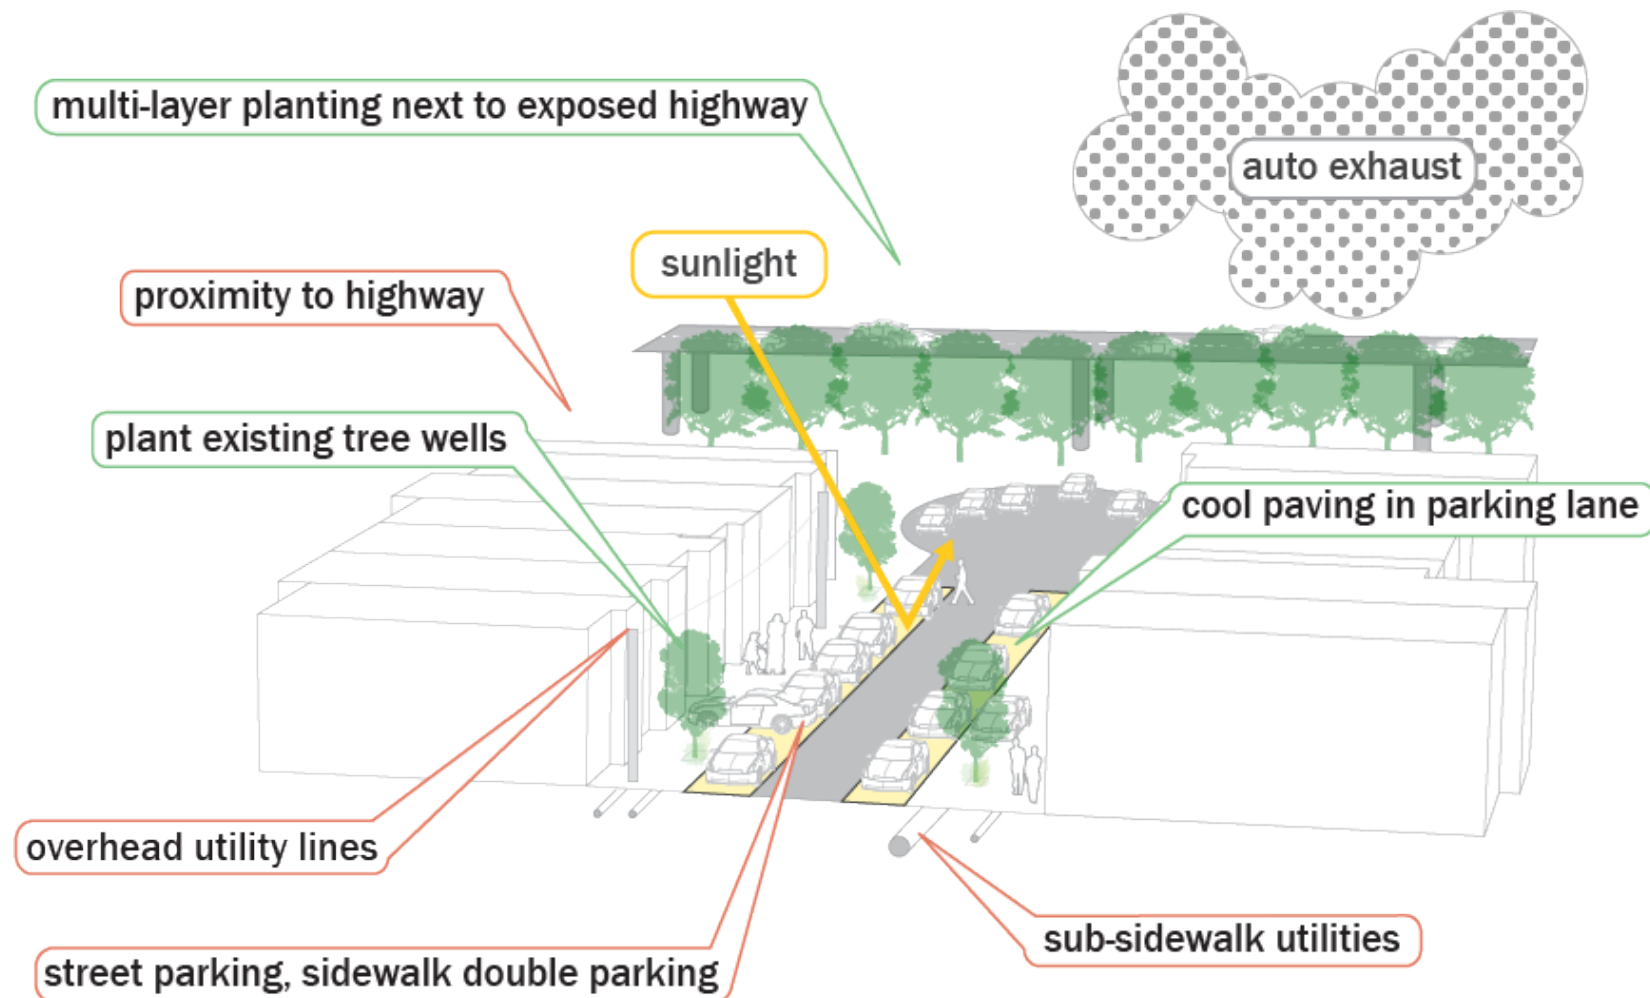 multi-layer planting next to exposed highway
auto exhaust
sunlight
proximity to highway
plant existing tree wells
cool paving in parking lane
overhead utility lines
sub-sidewalk utilities
street parking, sidewalk double parking